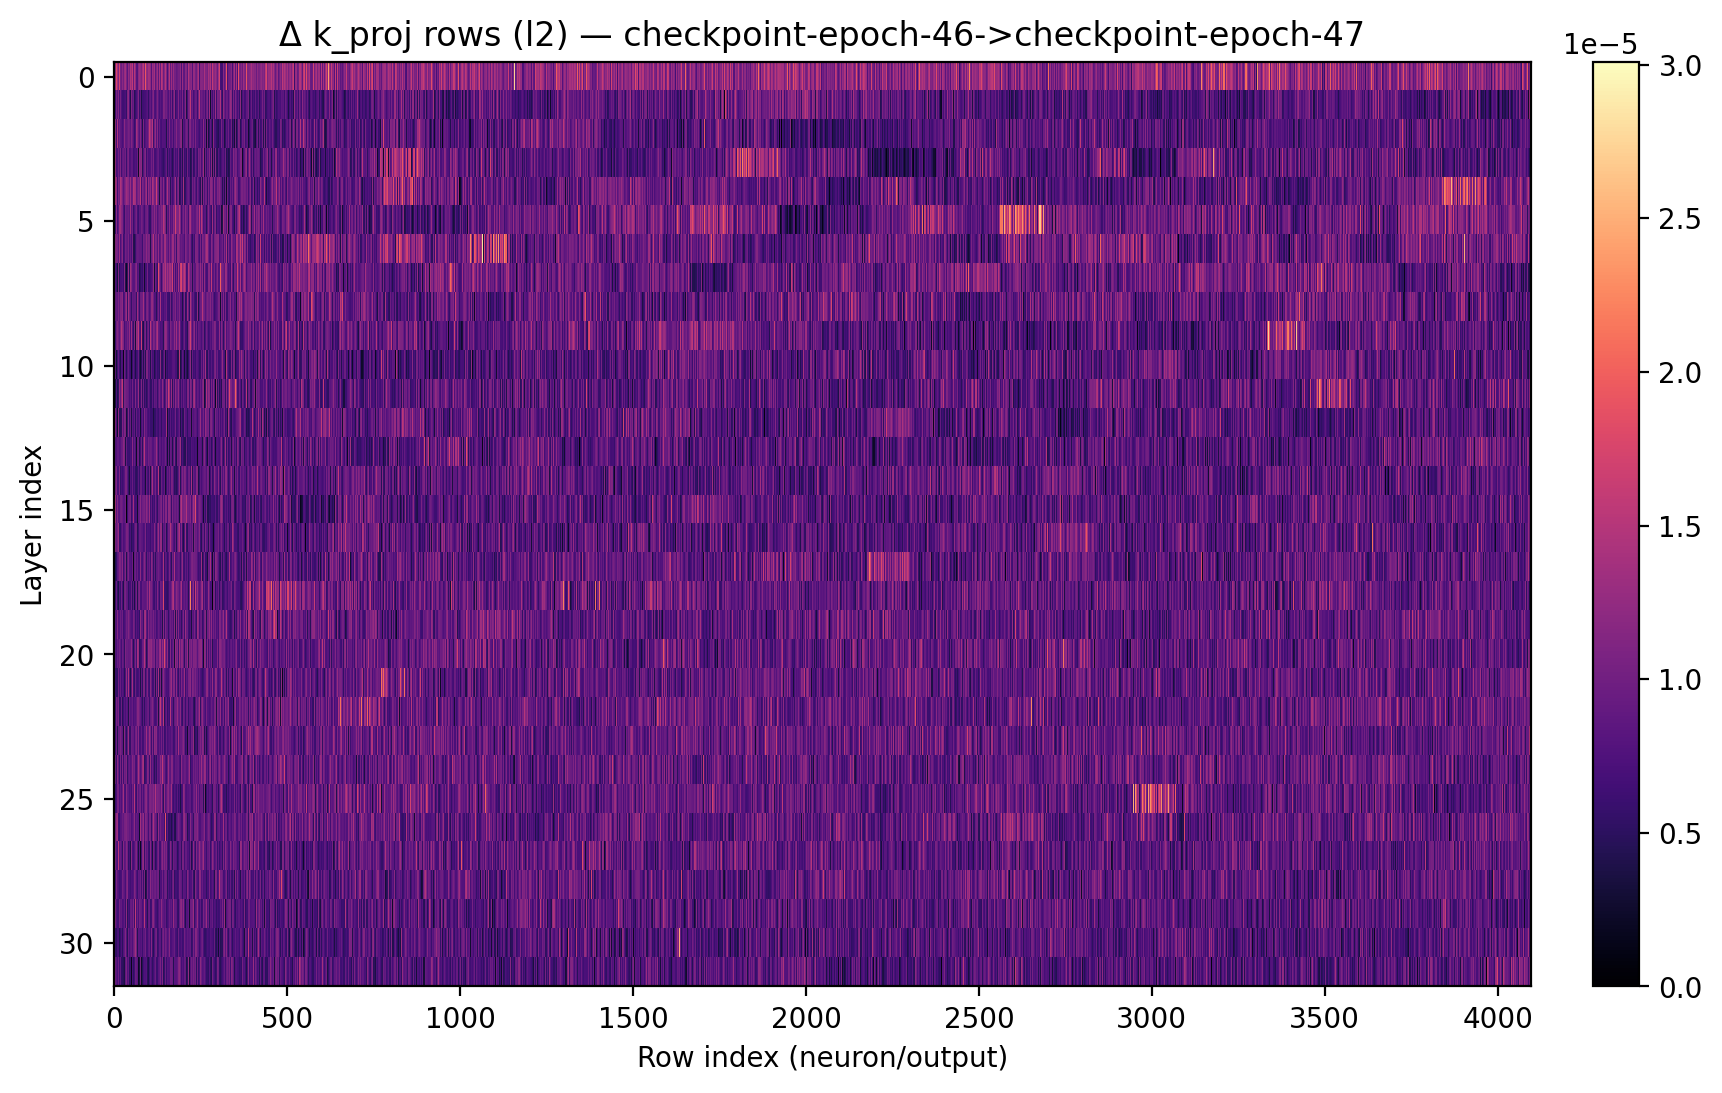 Δ k_proj rows (l2) — checkpoint-epoch-46->checkpoint-epoch-47
1e−5
0
5
10
15
20
25
30
Layer index
0 500 1000 1500 2000 2500 3000 3500 4000
Row index (neuron/output)
3.0
2.5
2.0
1.5
1.0
0.5
0.0